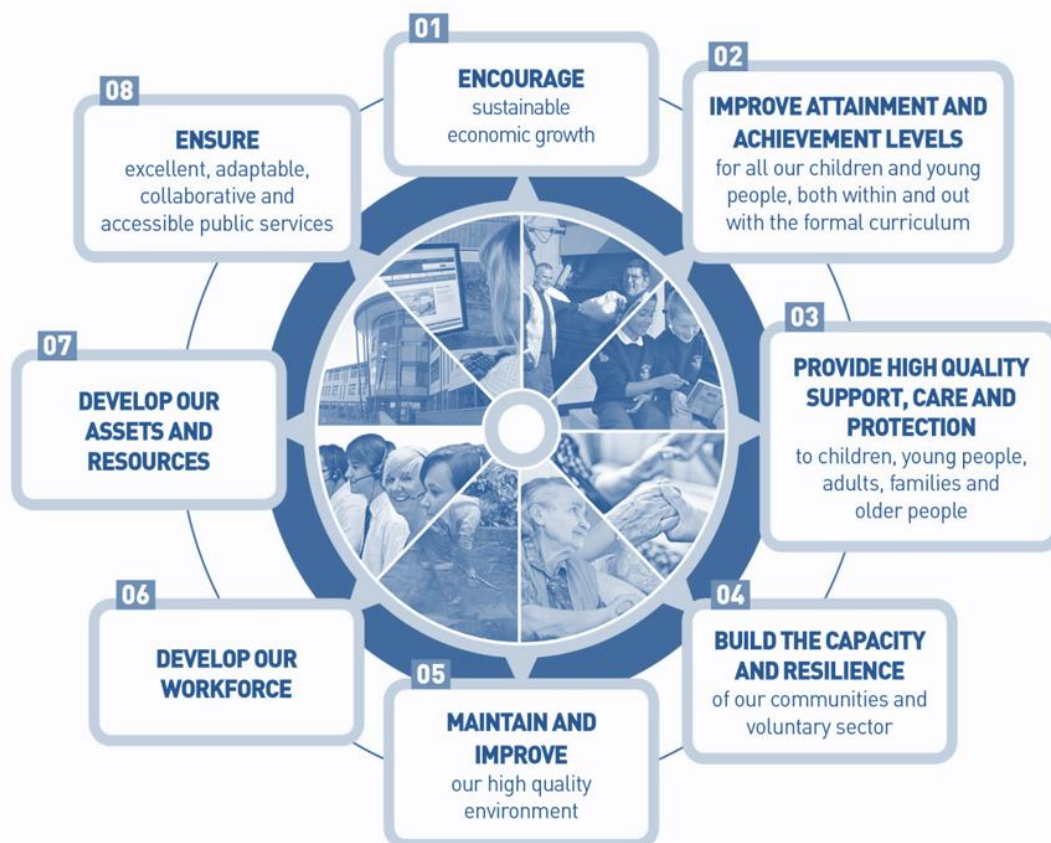 01
ENCOURAGE
sustainable
economic growth
02
IMPROVE ATTAINMENT AND
ACHIEVEMENT LEVELS
for all our children and young
people, both within and out
with the formal curriculum
03
PROVIDE HIGH QUALITY
SUPPORT, CARE AND
PROTECTION
to children, young people,
adults, families and
older people
04
BUILD THE CAPACITY
AND RESILIENCE
of our communities and
voluntary sector
05
MAINTAIN AND
IMPROVE
our high quality
environment
06
DEVELOP OUR
WORKFORCE
07
DEVELOP OUR
ASSETS AND
RESOURCES
08
ENSURE
excellent, adaptable,
collaborative and
accessible public services